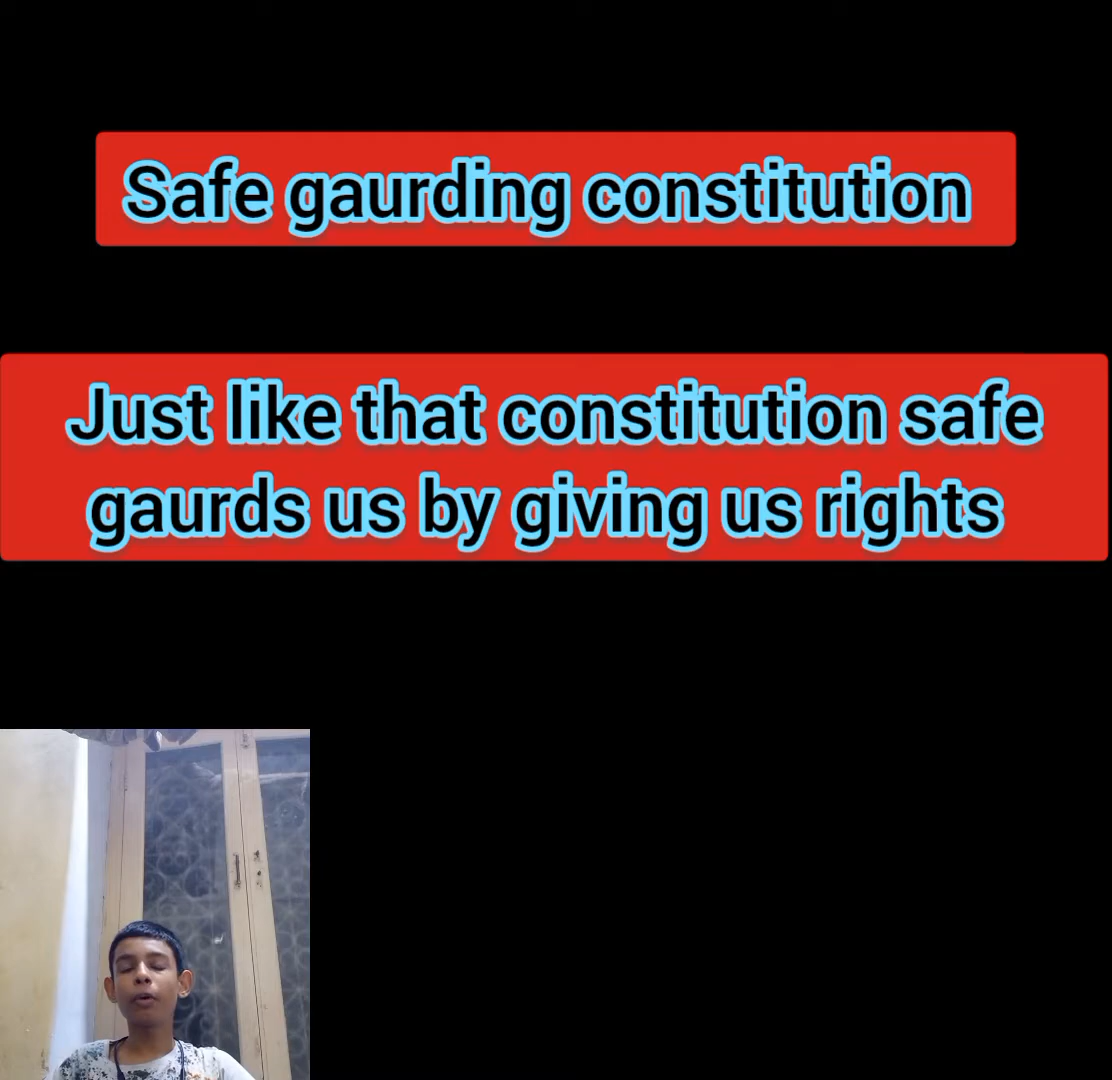 Safe gaurding constitution
Just like that constitution safe
gaurds us by giving us rights